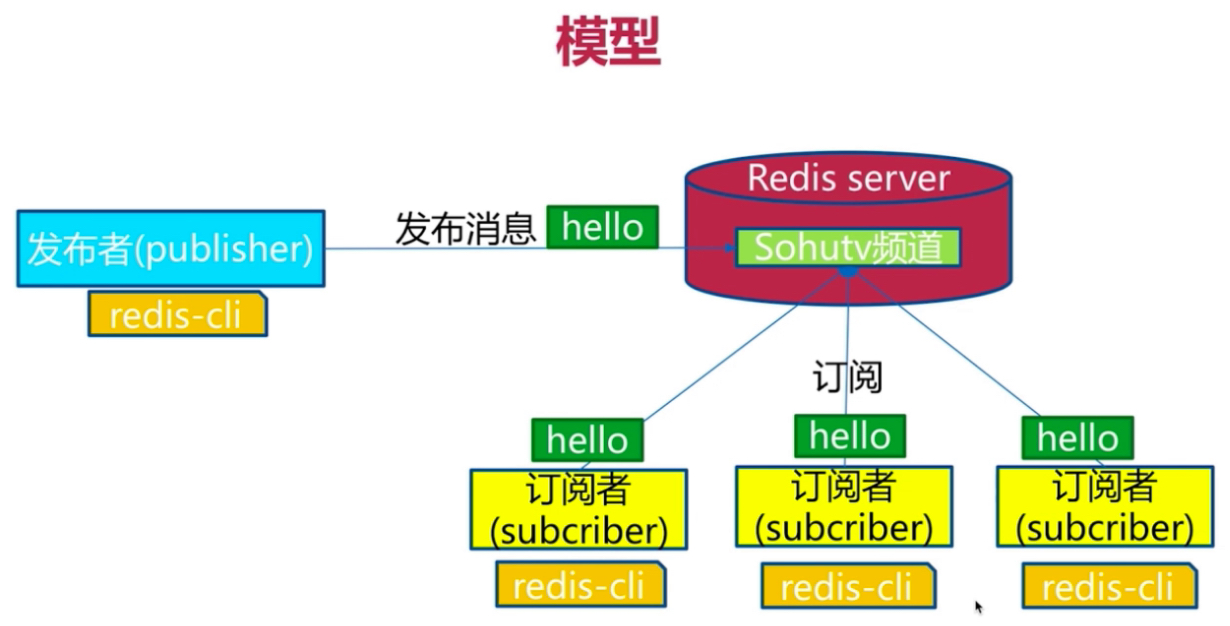 模型
Redis server
发布者(publisher)
发布消息
hello
Sohutv频道
redis-cli
订阅
hello
hello
hello
订阅者
(subcriber)
订阅者
(subcriber)
订阅者
(subcriber)
redis-cli
redis-cli
redis-cli